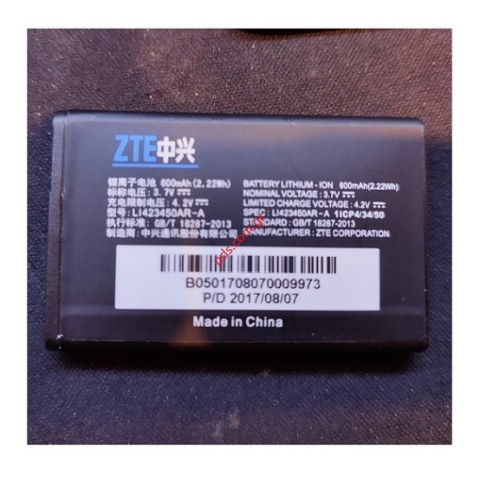 ZTE中兴
锂离子电池 600mAh(2.22Wh)
标称电压: 3.7V
充电限制电压: 4.2V
型号: LI423450AR-A
执行标准: GB/T 18287-2013
制造商: 中兴通讯股份有限公司
BATTERY LITHIUM - ION 600mAh(2.22Wh)
NOMINAL VOLTAGE: 3.7V
LIMITED CHARGE VOLTAGE: 4.2V
SPEC: LI423450AR - A 1ICP4/34/50
STANDARD: GB/T 18287-2013
MANUFACTURER: ZTE CORPORATION
B0501708070009973
P/D 2017/08/07
Made in China